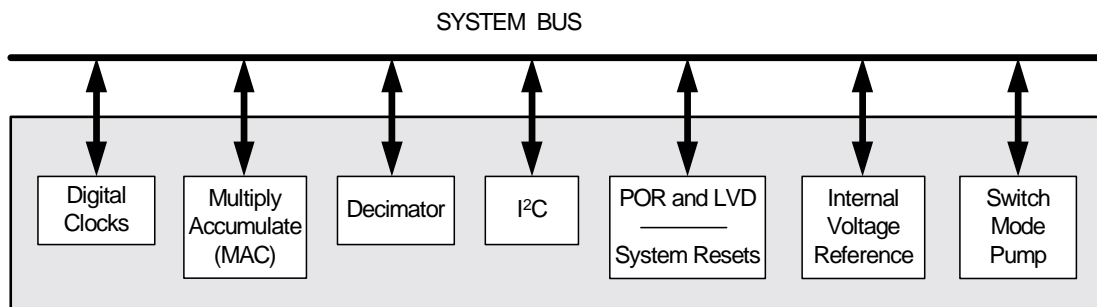 SYSTEM BUS
Digital
Clocks
Multiply
Accumulate
(MAC)
Decimator
I²C
POR and LVD
System Resets
Internal
Voltage
Reference
Switch
Mode
Pump